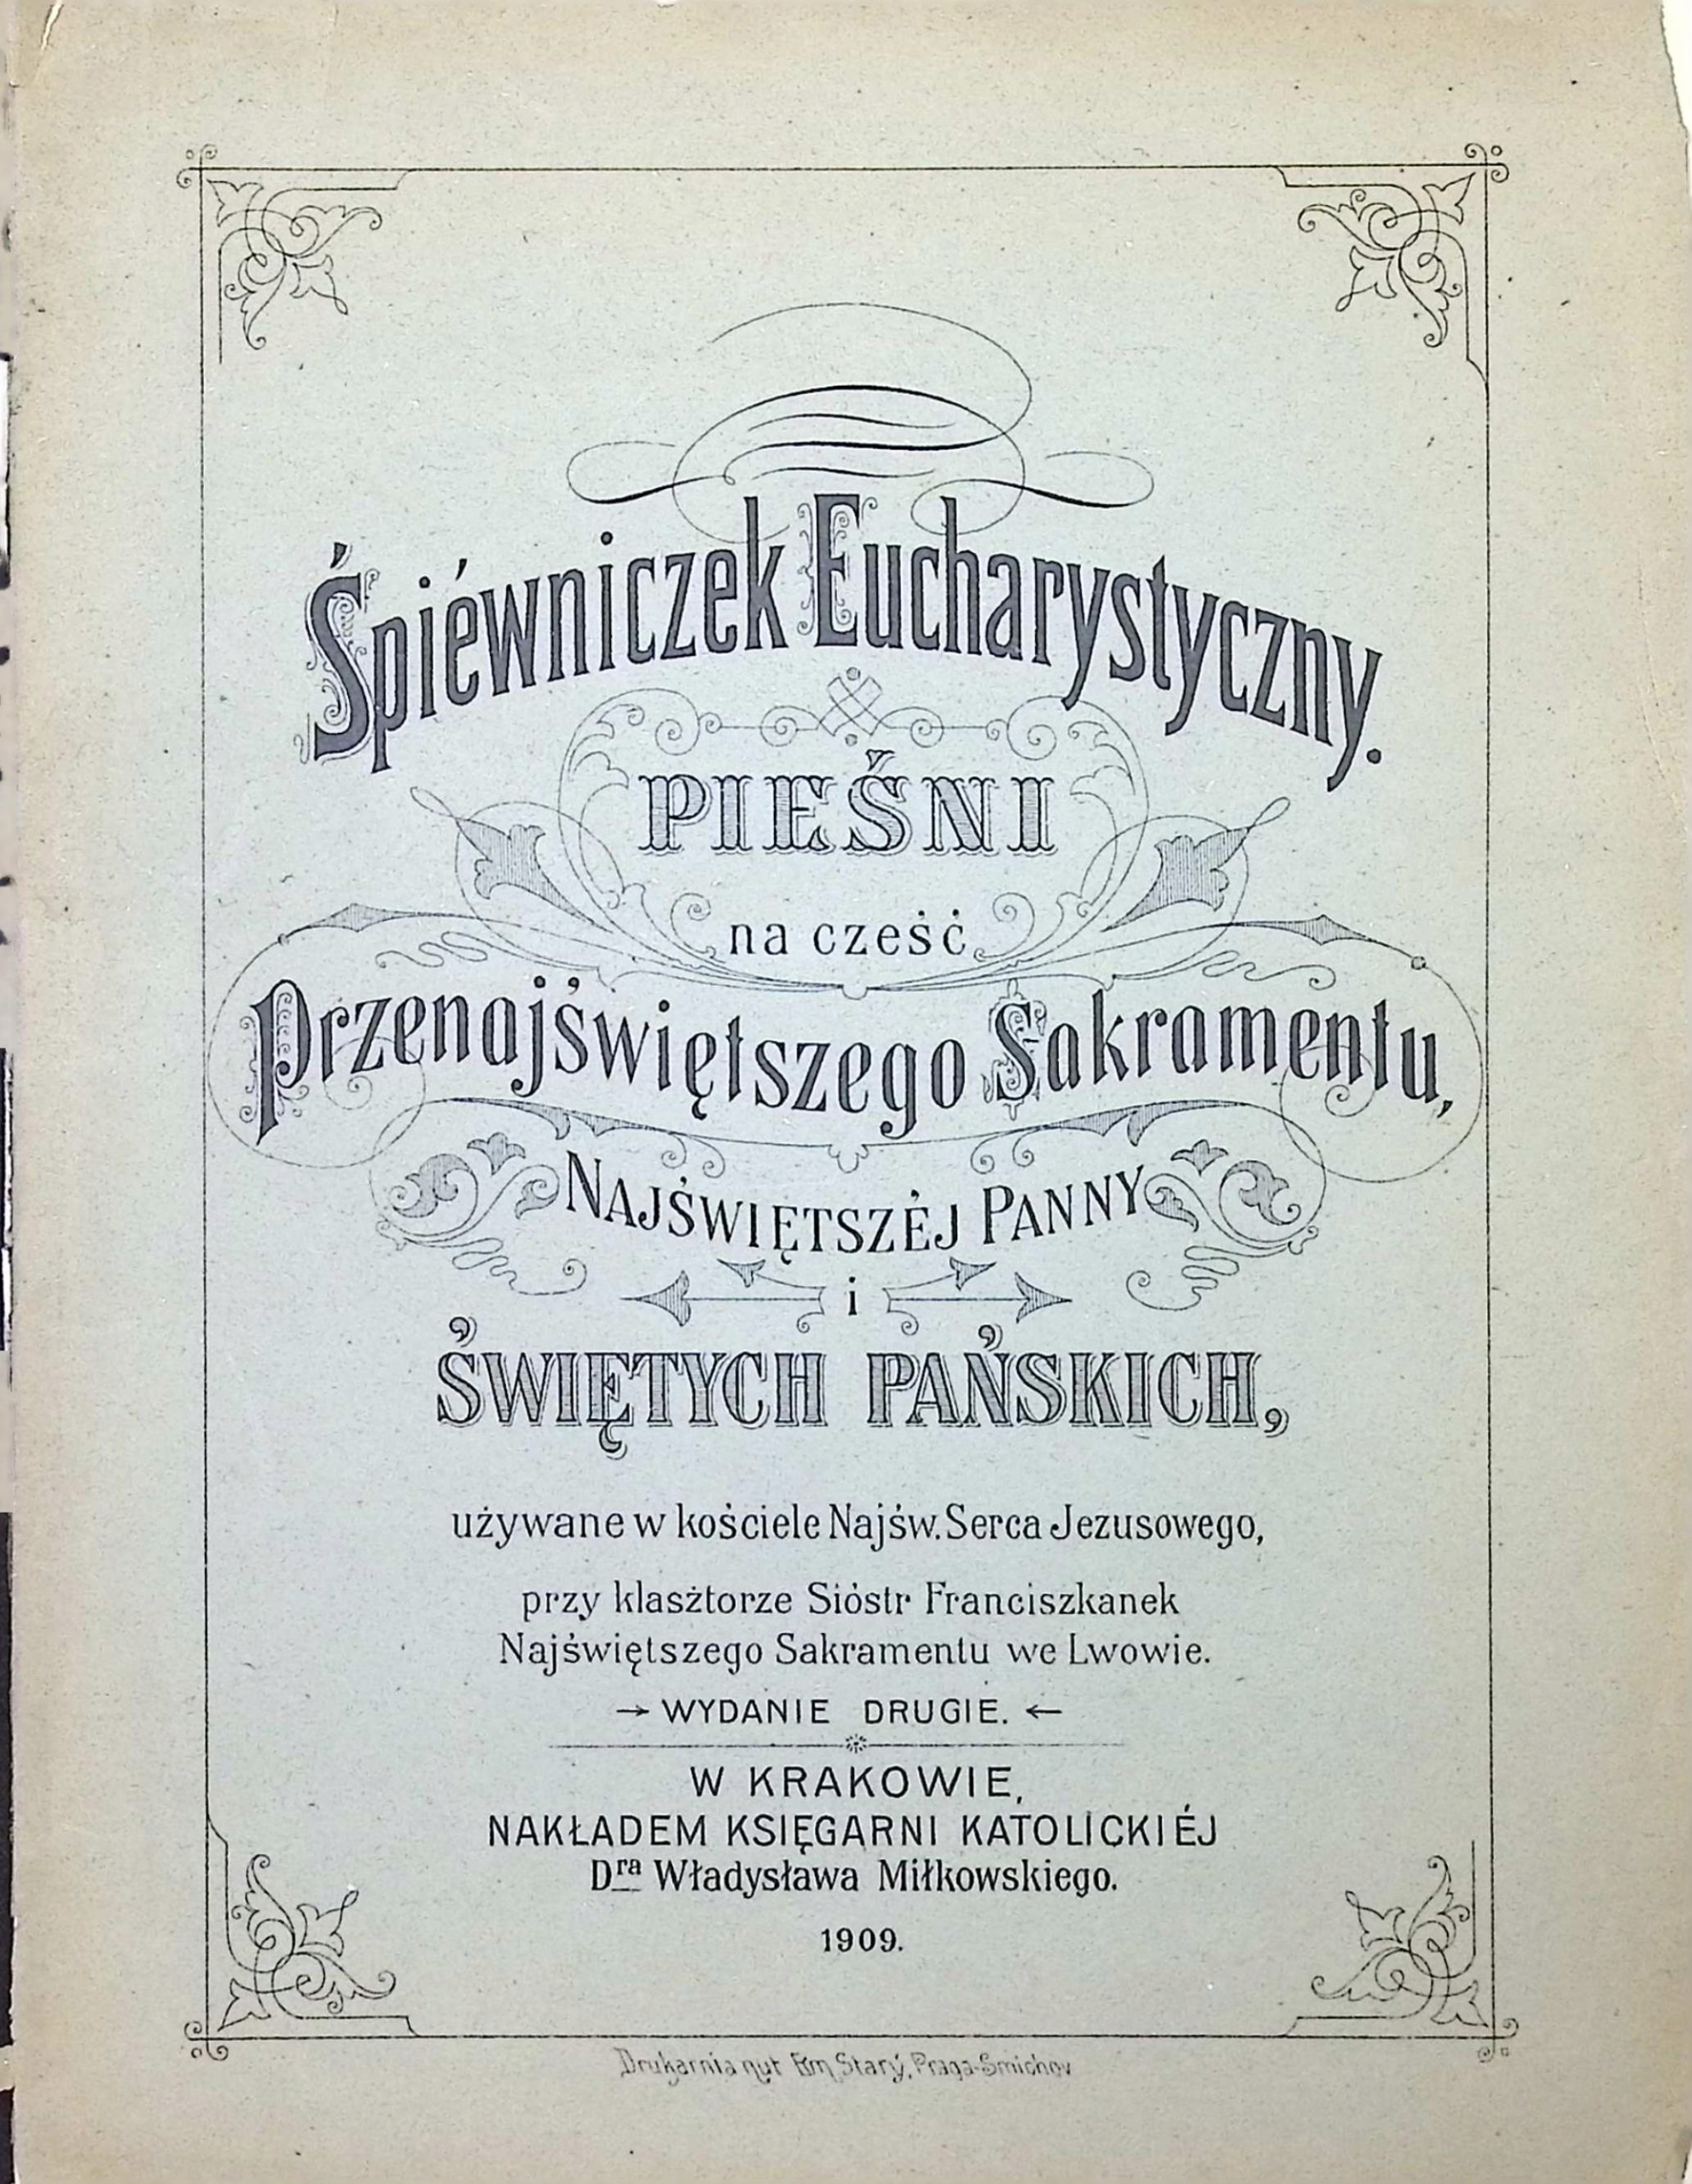 Śpiéwniczek Eucharystyczny.
PIEŚNI
na cześć
Przenajświętszego Sakramentu,
NAJŚWIĘTSZÉJ PANNY
i
ŚWIĘTYCH PAŃSKICH,
używane w kościele Najśw. Serca Jezusowego,
przy klasztorze Sióstr Franciszkanek
Najświętszego Sakramentu we Lwowie.
→ WYDANIE DRUGIE. ←
W KRAKOWIE,
NAKŁADEM KSIĘGARNI KATOLICKIÉJ
Dra Władysława Miłkowskiego.
1909.
Drukarnia nut Em. Starý, Praga-Smichov